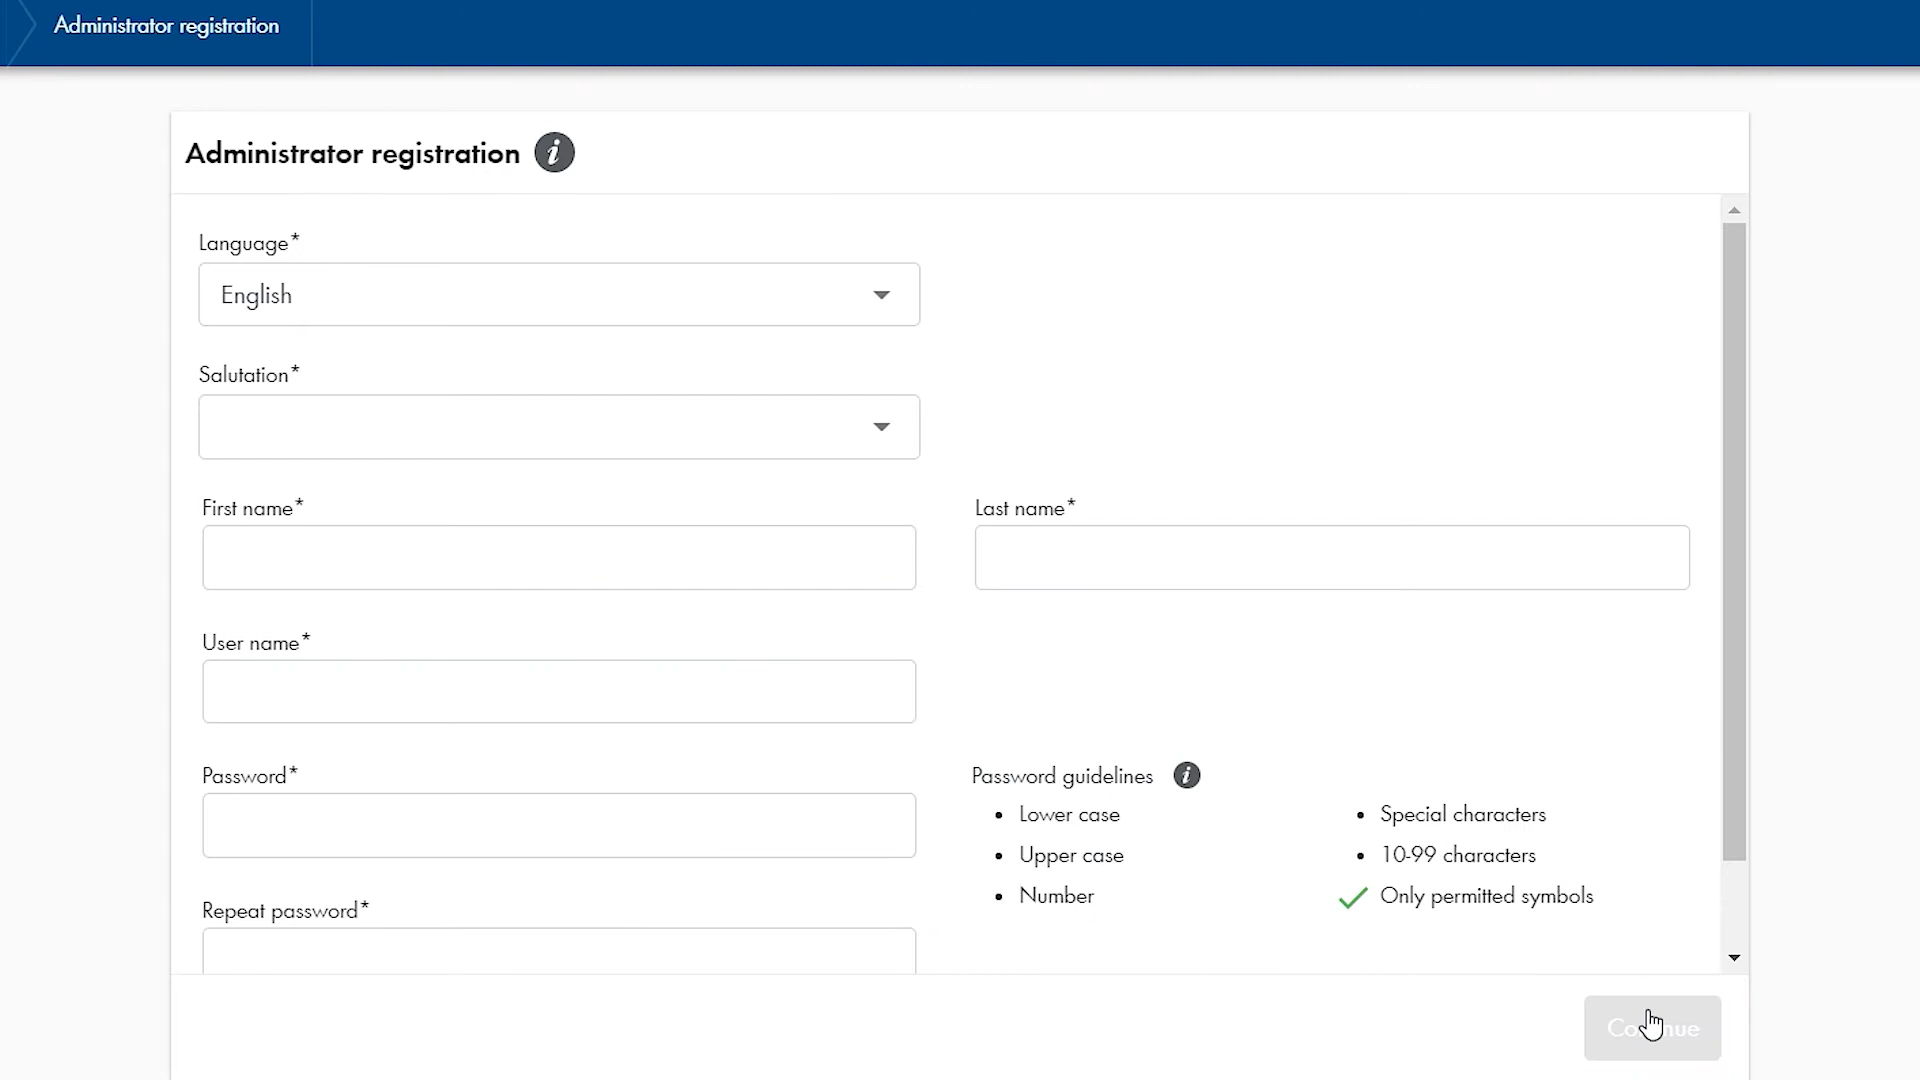 Administrator registration
Administrator registration i
Language*
English
Salutation*
First name*
Last name*
User name*
Password*
Password guidelines i
Lower case
Special characters
Upper case
10-99 characters
Number
Only permitted symbols
Repeat password*